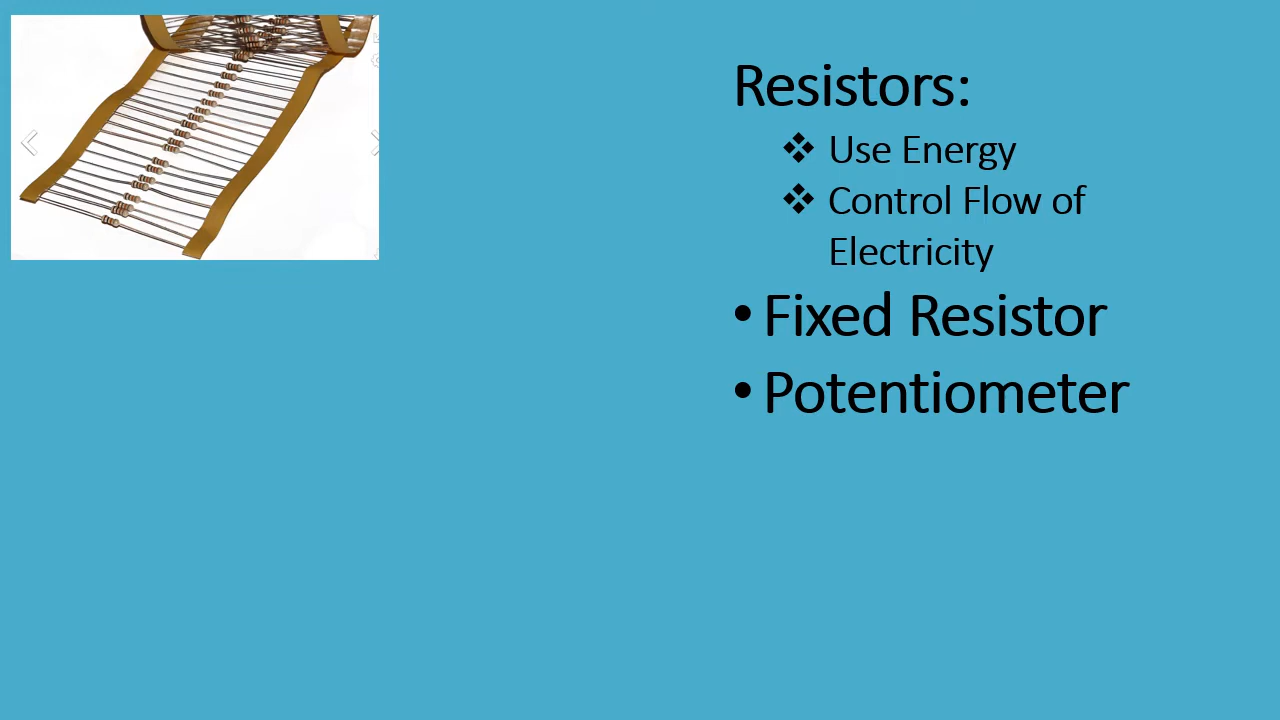 Resistors:
❖ Use Energy
❖ Control Flow of
Electricity
• Fixed Resistor
• Potentiometer